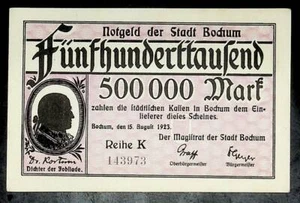 Notgeld der Stadt Bochum
Fünfhunderttausend
500 000 Mark
zahlen die städtischen Kassen in Bochum dem Ein-
lieferer dieses Scheines.
Bochum, den 15. August 1923.
Der Magistrat der Stadt Bochum
Reihe K
143973
Graff
Oberbürgermeister
Bürgermeister
Dr. Kortum
Dichter der Jobsiade.